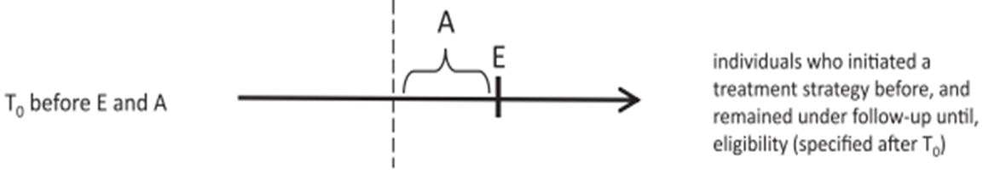 A
E
T₀ before E and A
individuals who initiated a
treatment strategy before, and
remained under follow-up until,
eligibility (specified after T₀)